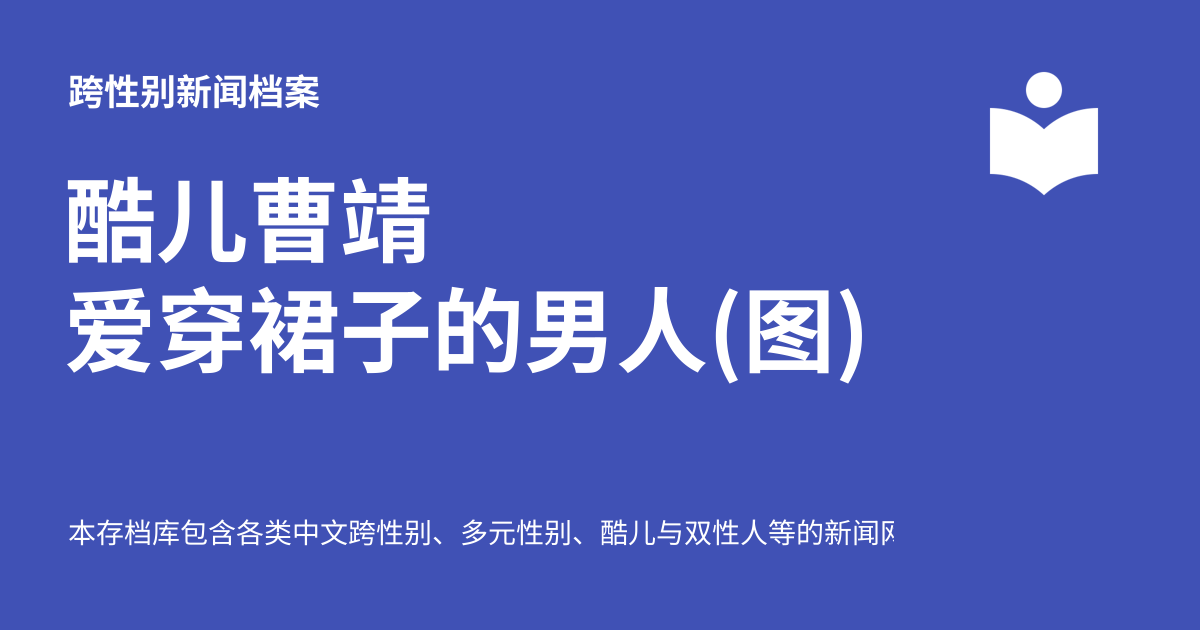 跨性别新闻档案
酷儿曹靖
爱穿裙子的男人(图)
本存档库包含各类中文跨性别、多元性别、酷儿与双性人等的新闻